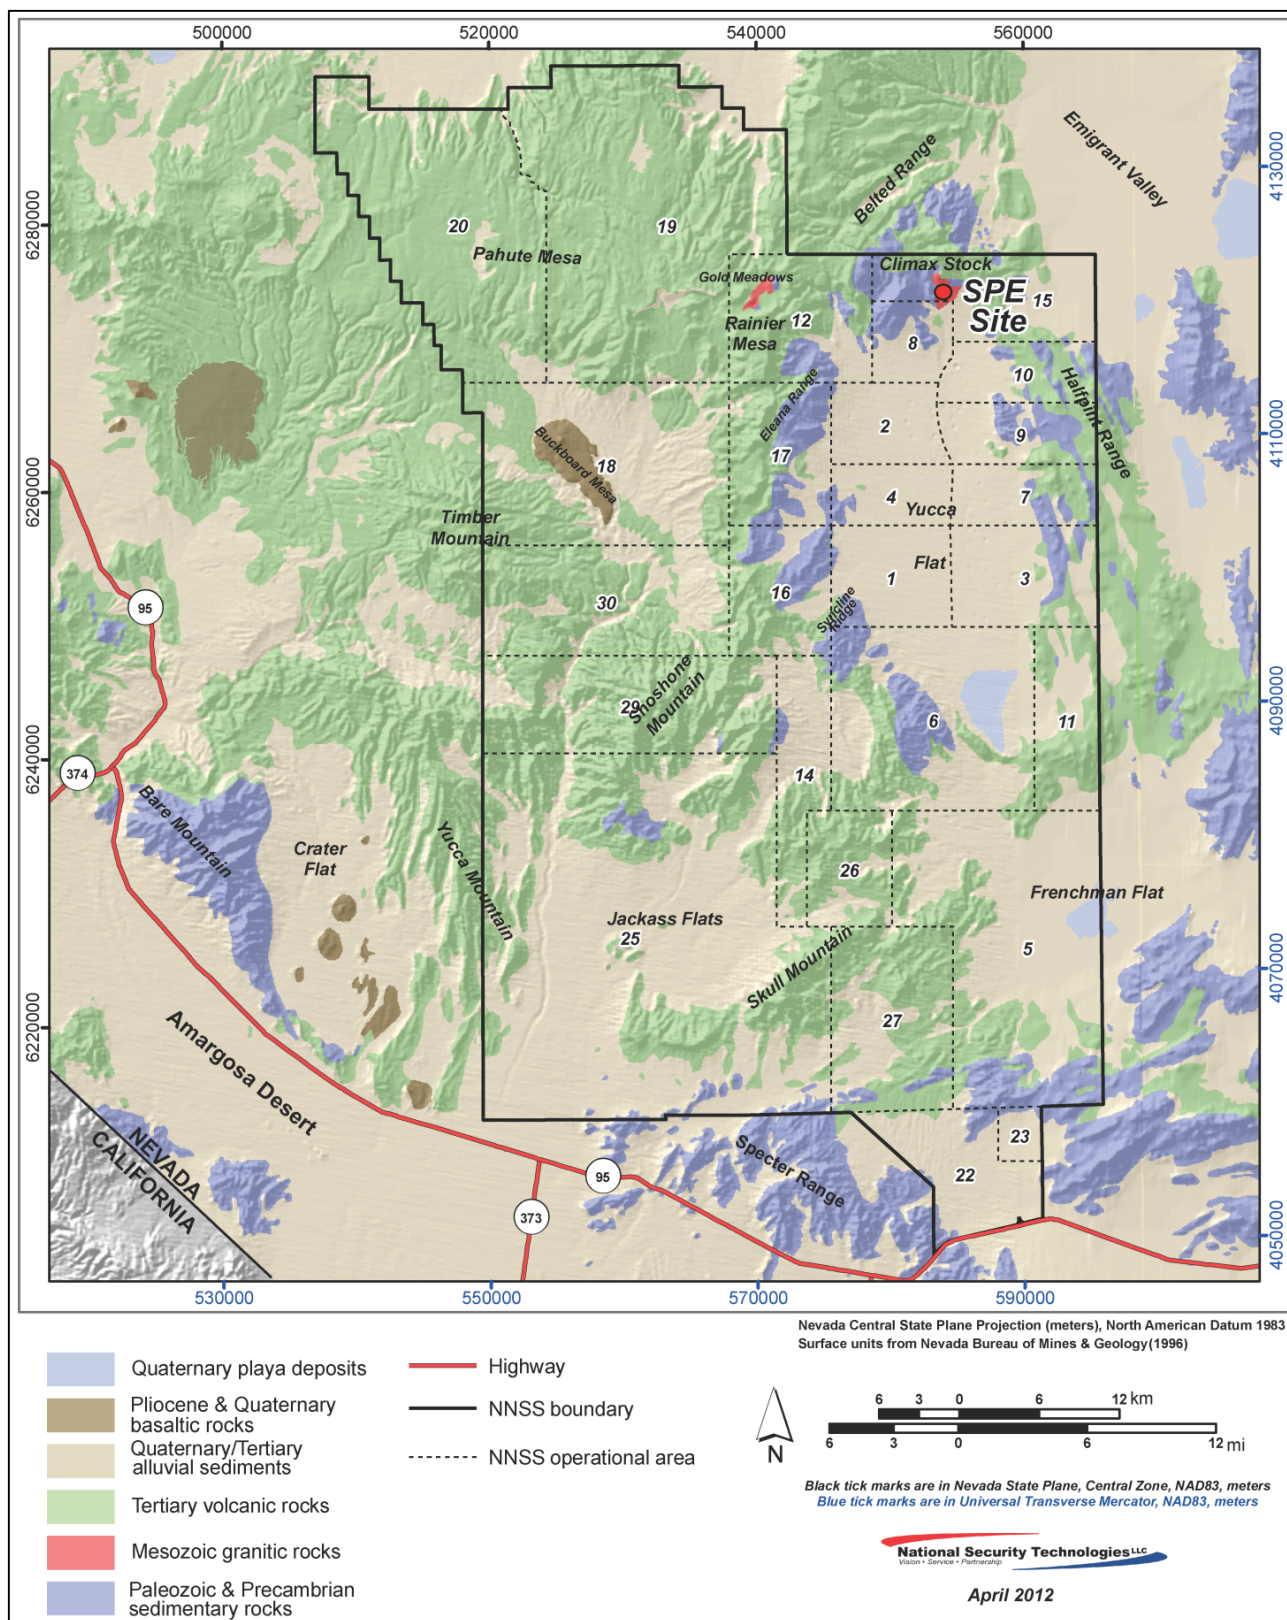 500000 520000 540000 560000
Emigrant Valley
4130000
Belted Range
6280000
20
19
Pahute Mesa
Climax Stock
Gold Meadows
SPE
Site
15
12
Rainier
Mesa
8
10
Halfpint Range
Eleana Range
2
9
4110000
Buckboard Mesa
18
17
6260000
4
7
Yucca
Timber
Mountain
Flat
1
3
16
30
95
Syncline
Ridge
Shoshone
Mountain
29
6
11
4090000
6240000
374
14
Bare Mountain
Crater
Flat
Yucca Mountain
26
Frenchman Flat
Jackass Flats
25
5
Skull Mountain
4070000
6220000
27
Amargosa Desert
NEVADA
CALIFORNIA
23
Specter Range
22
95
373
4050000
530000 550000 570000 590000
Nevada Central State Plane Projection (meters), North American Datum 1983
Surface units from Nevada Bureau of Mines & Geology(1996)
Quaternary playa deposits
Pliocene & Quaternary
basaltic rocks
Quaternary/Tertiary
alluvial sediments
Tertiary volcanic rocks
Mesozoic granitic rocks
Paleozoic & Precambrian
sedimentary rocks
Highway
NNSS boundary
NNSS operational area
N
6 3 0 6 12 km
6 3 0 6 12 mi
Black tick marks are in Nevada State Plane, Central Zone, NAD83, meters
Blue tick marks are in Universal Transverse Mercator, NAD83, meters
National Security Technologies LLC
Vision • Service • Partnership
April 2012